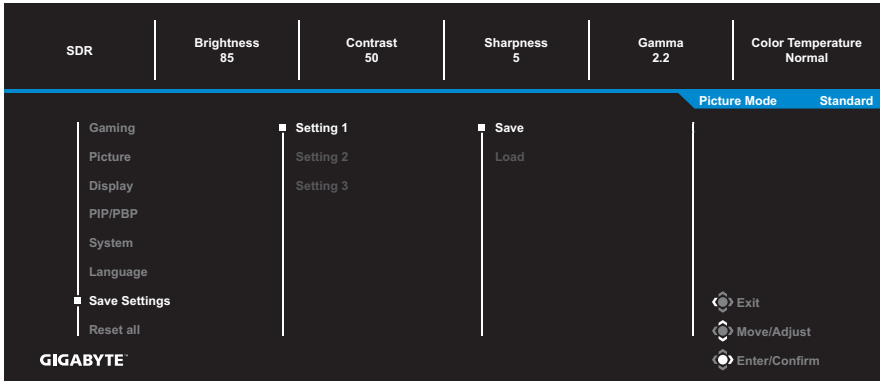 SDR
Brightness
85
Contrast
50
Sharpness
5
Gamma
2.2
Color Temperature
Normal
Picture Mode Standard
Gaming
Picture
Display
PIP/PBP
System
Language
Save Settings
Reset all
Setting 1
Setting 2
Setting 3
Save
Load
Exit
Move/Adjust
Enter/Confirm
GIGABYTE™